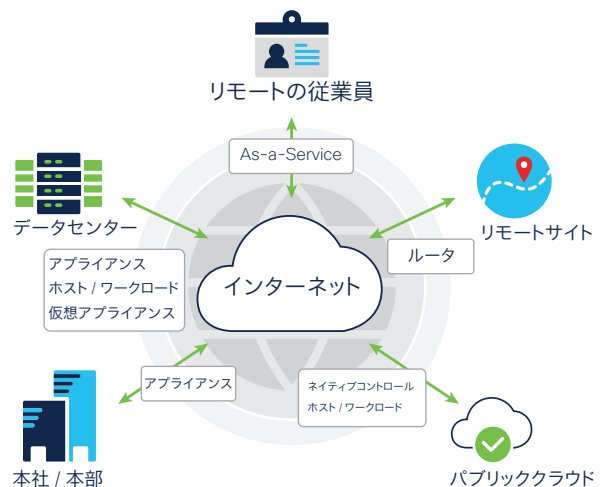 リモートの従業員
As-a-Service
データセンター
リモートサイト
アプライアンス
ホスト / ワークロード
仮想アプライアンス
ルータ
インターネット
アプライアンス
ネイティブコントロール
ホスト / ワークロード
本社 / 本部
パブリッククラウド